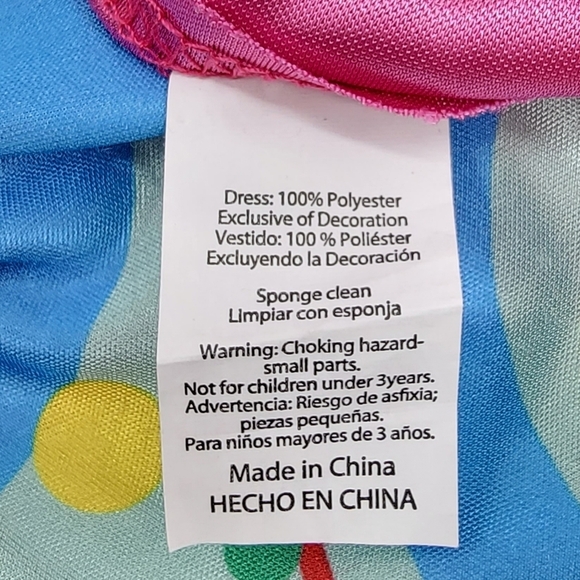 Dress: 100% Polyester
Exclusive of Decoration
Vestido: 100 % Poliéster
Excluyendo la Decoración
Sponge clean
Limpiar con esponja
Warning: Choking hazard-
small parts.
Not for children under 3years.
Advertencia: Riesgo de asfixia;
piezas pequeñas.
Para niños mayores de 3 años.
Made in China
HECHO EN CHINA